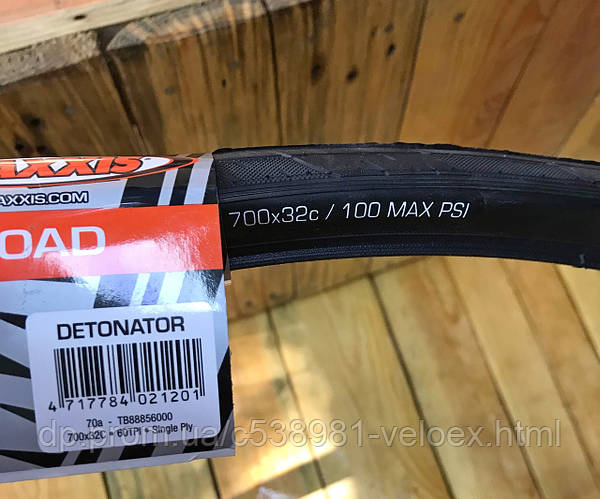 AXXIS
AXXIS.COM
OAD
700x32c / 100 MAX PSI
DETONATOR
4 717784 021201
70a - TB88856000
700x32C • 60TPI • Single Ply
dp.prom.ua/c538981-veloex.html